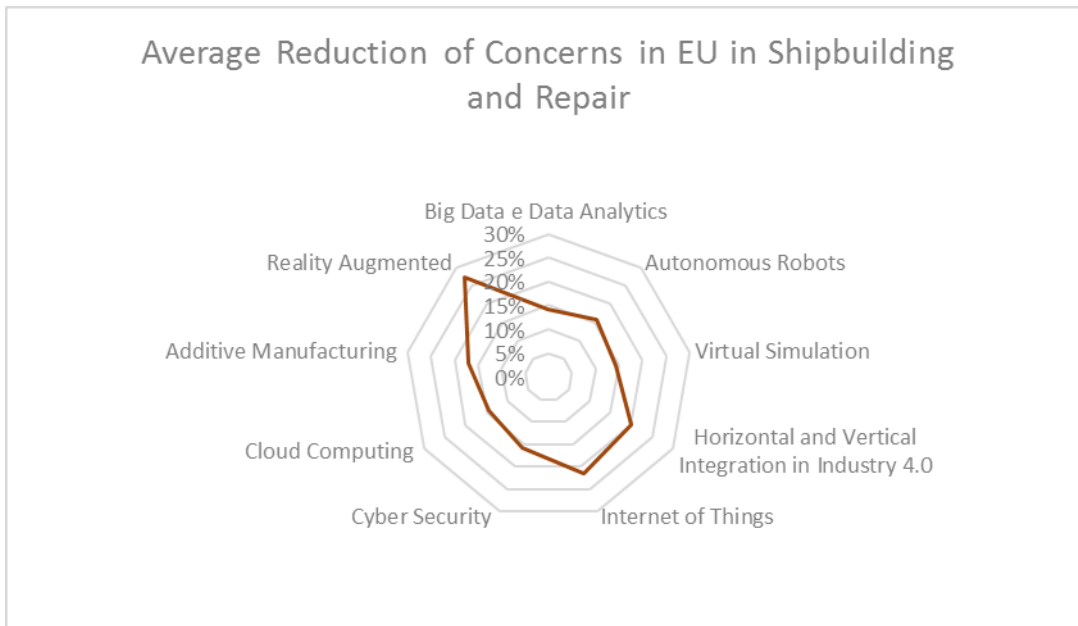 Average Reduction of Concerns in EU in Shipbuilding
and Repair
Big Data e Data Analytics
30%
25%
20%
15%
10%
5%
0%
Autonomous Robots
Virtual Simulation
Horizontal and Vertical
Integration in Industry 4.0
Internet of Things
Cyber Security
Cloud Computing
Additive Manufacturing
Reality Augmented